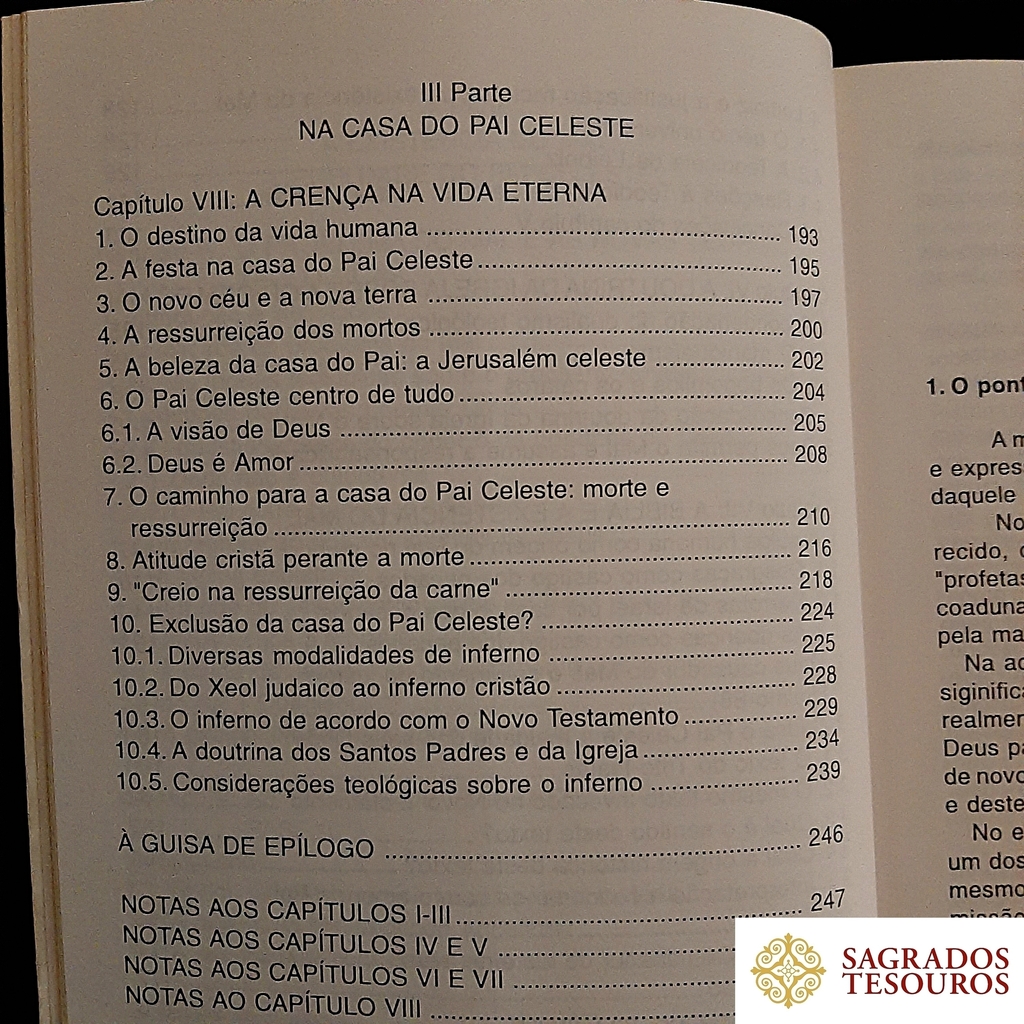 III Parte
NA CASA DO PAI CELESTE
Capítulo VIII: A CRENÇA NA VIDA ETERNA
1. O destino da vida humana ........ 193
2. A festa na casa do Pai Celeste ........ 195
3. O novo céu e a nova terra ........ 197
4. A ressurreição dos mortos ........ 200
5. A beleza da casa do Pai: a Jerusalém celeste ........ 202
6. O Pai Celeste centro de tudo ........ 204
6.1. A visão de Deus ........ 205
6.2. Deus é Amor ........ 208
7. O caminho para a casa do Pai Celeste: morte e
ressurreição ........ 210
8. Atitude cristã perante a morte ........ 216
9. "Creio na ressurreição da carne" ........ 218
10. Exclusão da casa do Pai Celeste? ........ 224
10.1. Diversas modalidades de inferno ........ 225
10.2. Do Xeol judaico ao inferno cristão ........ 228
10.3. O inferno de acordo com o Novo Testamento ........ 229
10.4. A doutrina dos Santos Padres e da Igreja ........ 234
10.5. Considerações teológicas sobre o inferno ........ 239
À GUISA DE EPÍLOGO ........ 246
NOTAS AOS CAPÍTULOS I-III ........ 247
NOTAS AOS CAPÍTULOS IV E V ........
NOTAS AOS CAPÍTULOS VI E VII ........
NOTAS AO CAPÍTULO VIII ........
1. O pont
A m
e expres
daquele
No
recido,
"profetas
coaduna
pela ma
Na
siginifica
realmen
Deus pa
de novo
e deste
No e
um dos
mesmo
missão
SAGRADOS
TESOUROS